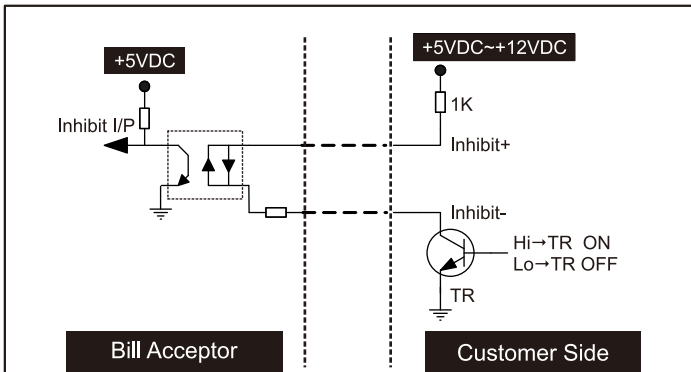 +5VDC
+5VDC~+12VDC
1K
Inhibit I/P
Inhibit+
Inhibit-
Hi→TR ON
Lo→TR OFF
TR
Bill Acceptor
Customer Side